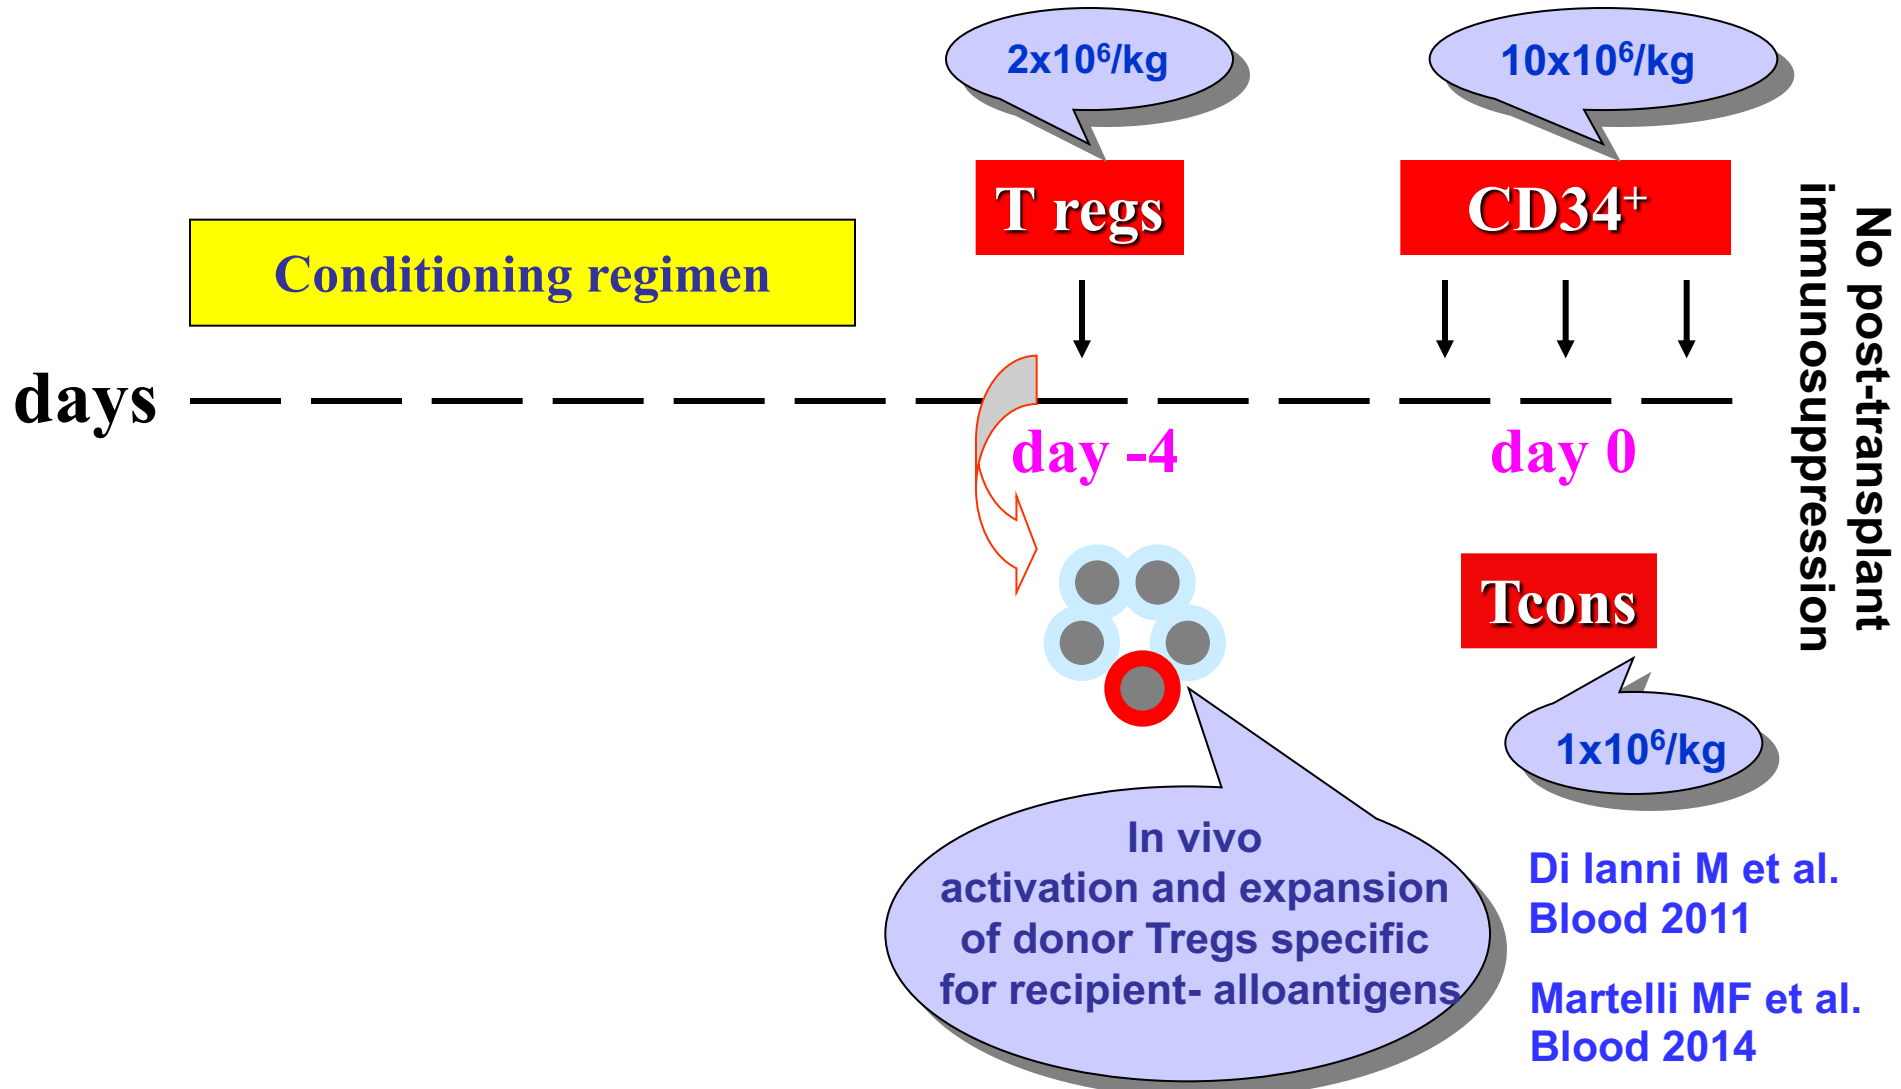 2x10⁶/kg
10x10⁶/kg
T regs
CD34⁺
Conditioning regimen
No post-transplant
immunosuppression
days
day -4
day 0
Tcons
1x10⁶/kg
In vivo
activation and expansion
of donor Tregs specific
for recipient- alloantigens
Di Ianni M et al.
Blood 2011
Martelli MF et al.
Blood 2014